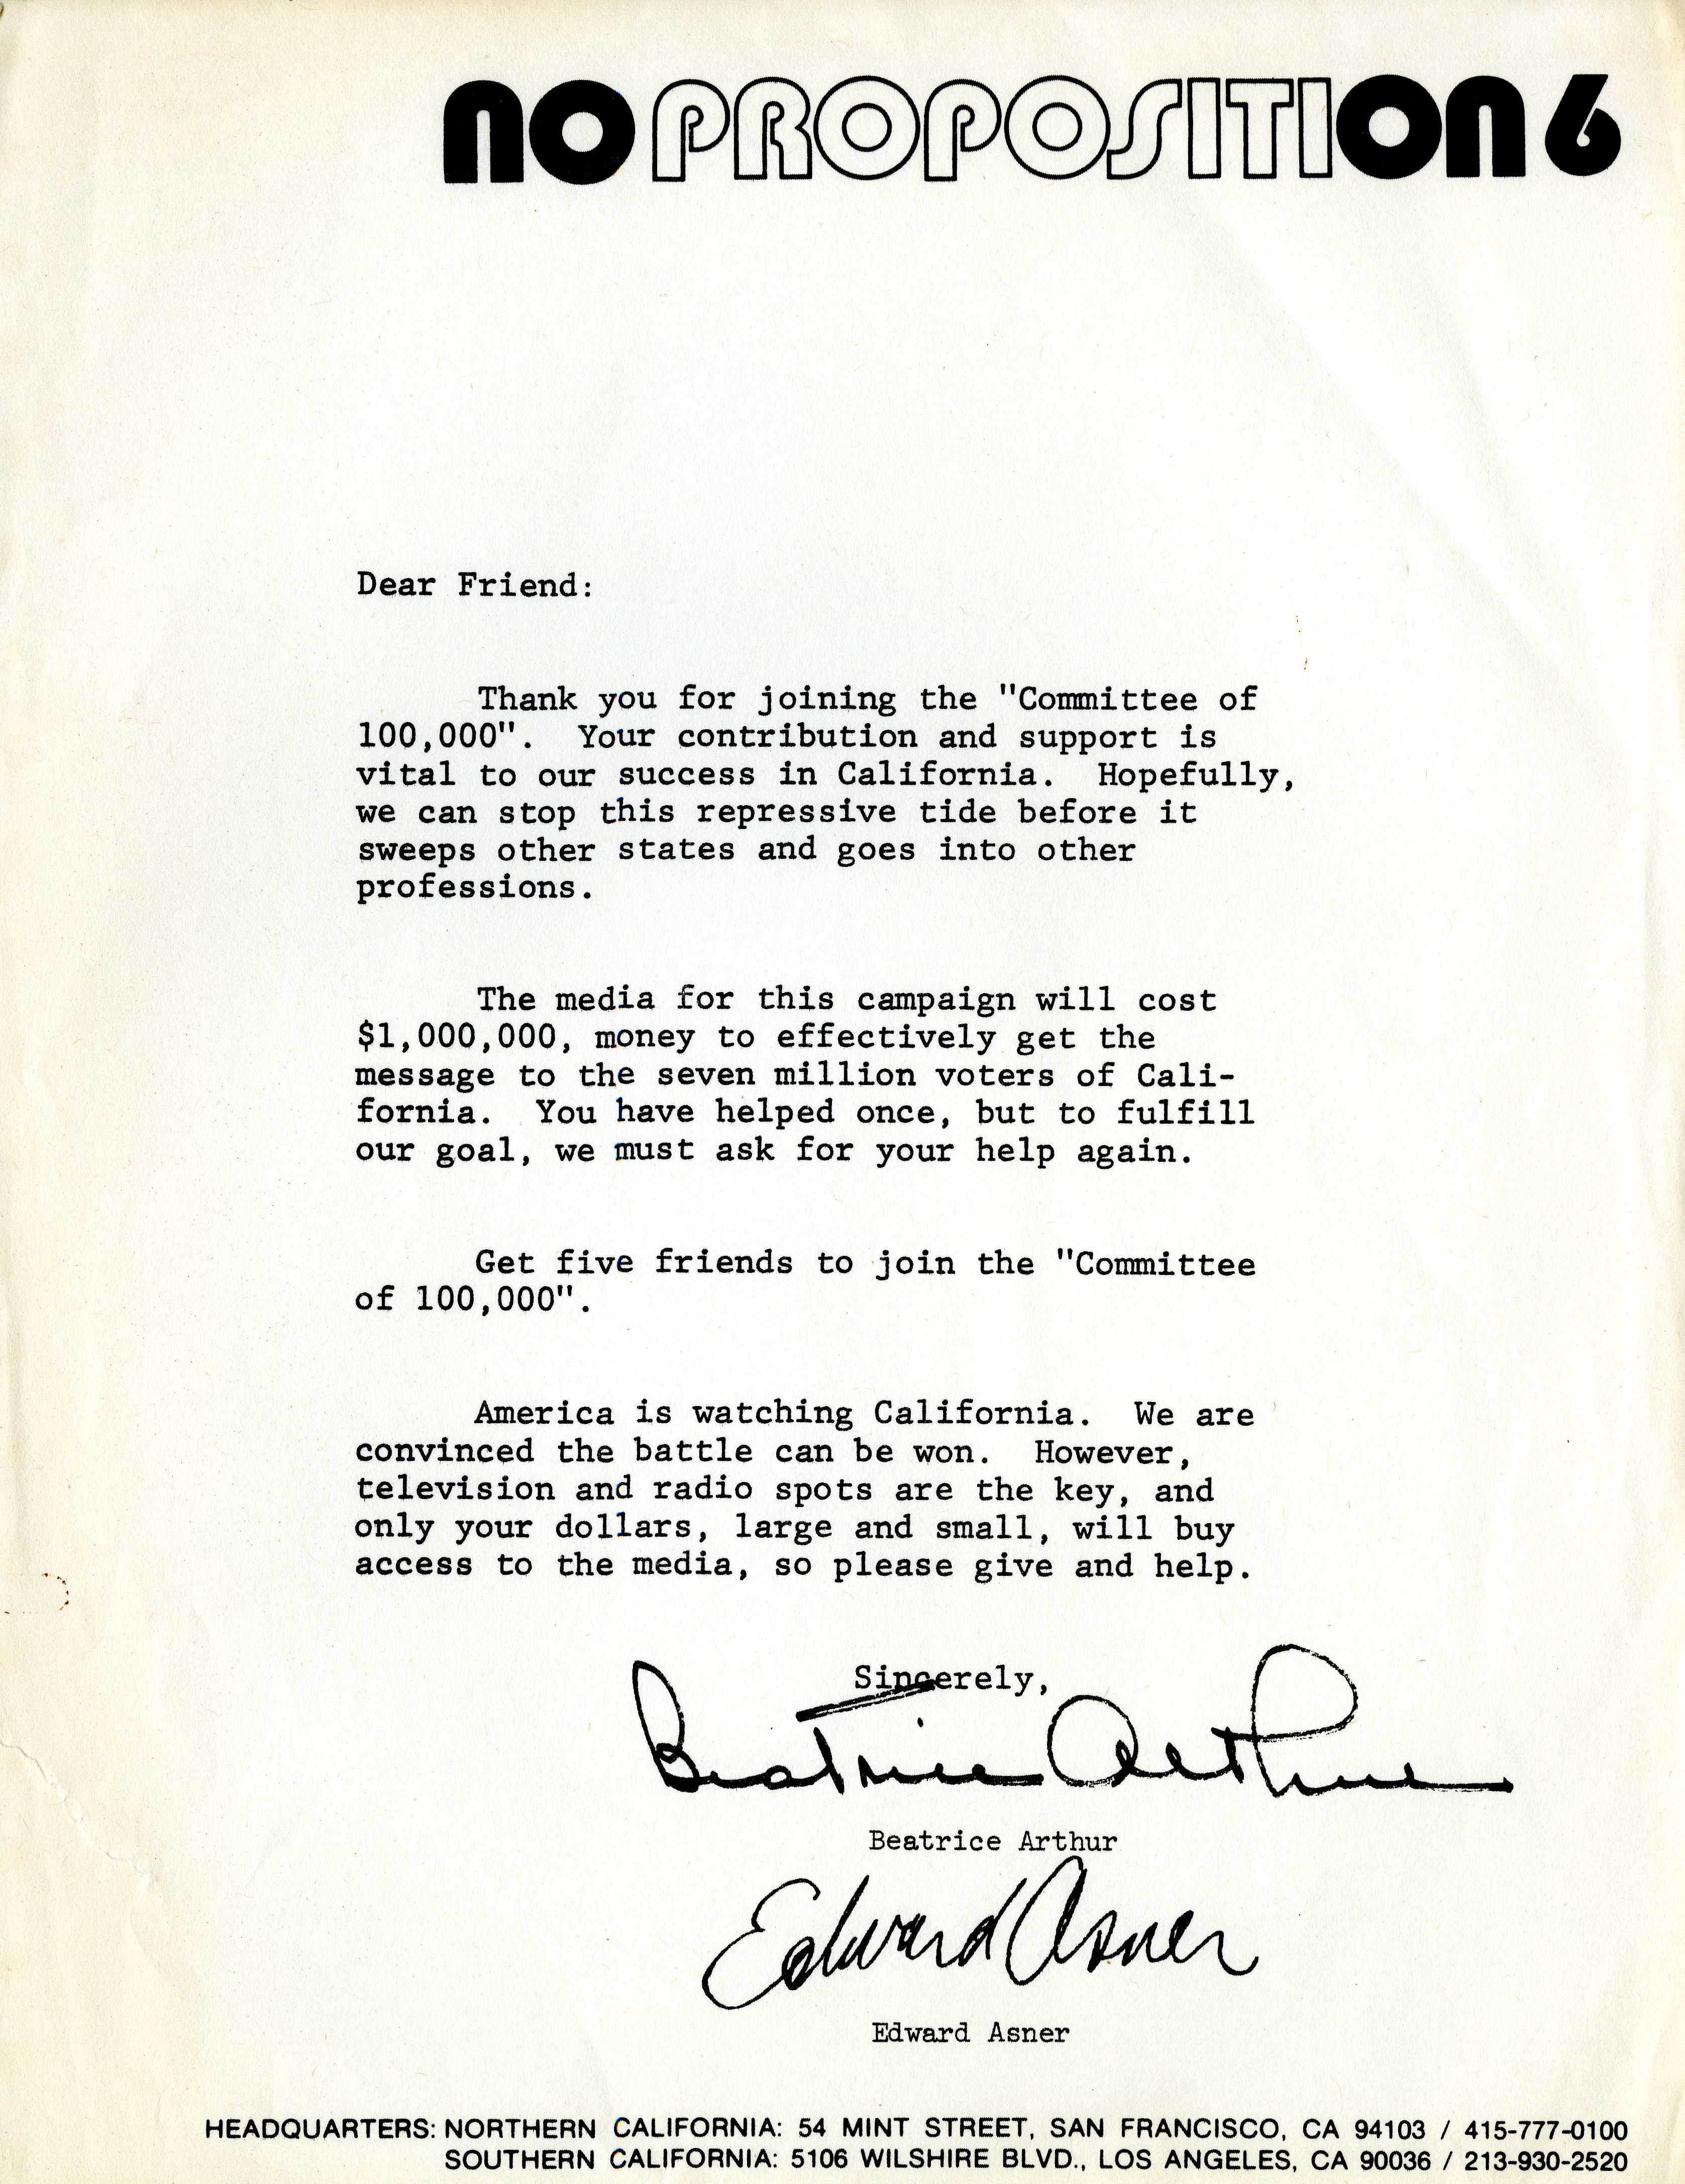 NO PROPOSITION 6
Dear Friend:
Thank you for joining the "Committee of
100,000". Your contribution and support is
vital to our success in California. Hopefully,
we can stop this repressive tide before it
sweeps other states and goes into other
professions.
The media for this campaign will cost
$1,000,000, money to effectively get the
message to the seven million voters of Cali-
fornia. You have helped once, but to fulfill
our goal, we must ask for your help again.
Get five friends to join the "Committee
of 100,000".
America is watching California. We are
convinced the battle can be won. However,
television and radio spots are the key, and
only your dollars, large and small, will buy
access to the media, so please give and help.
Sincerely,
Beatrice Arthur
Beatrice Arthur
Edward Asner
Edward Asner
HEADQUARTERS: NORTHERN CALIFORNIA: 54 MINT STREET, SAN FRANCISCO, CA 94103 / 415-777-0100
SOUTHERN CALIFORNIA: 5106 WILSHIRE BLVD., LOS ANGELES, CA 90036 / 213-930-2520